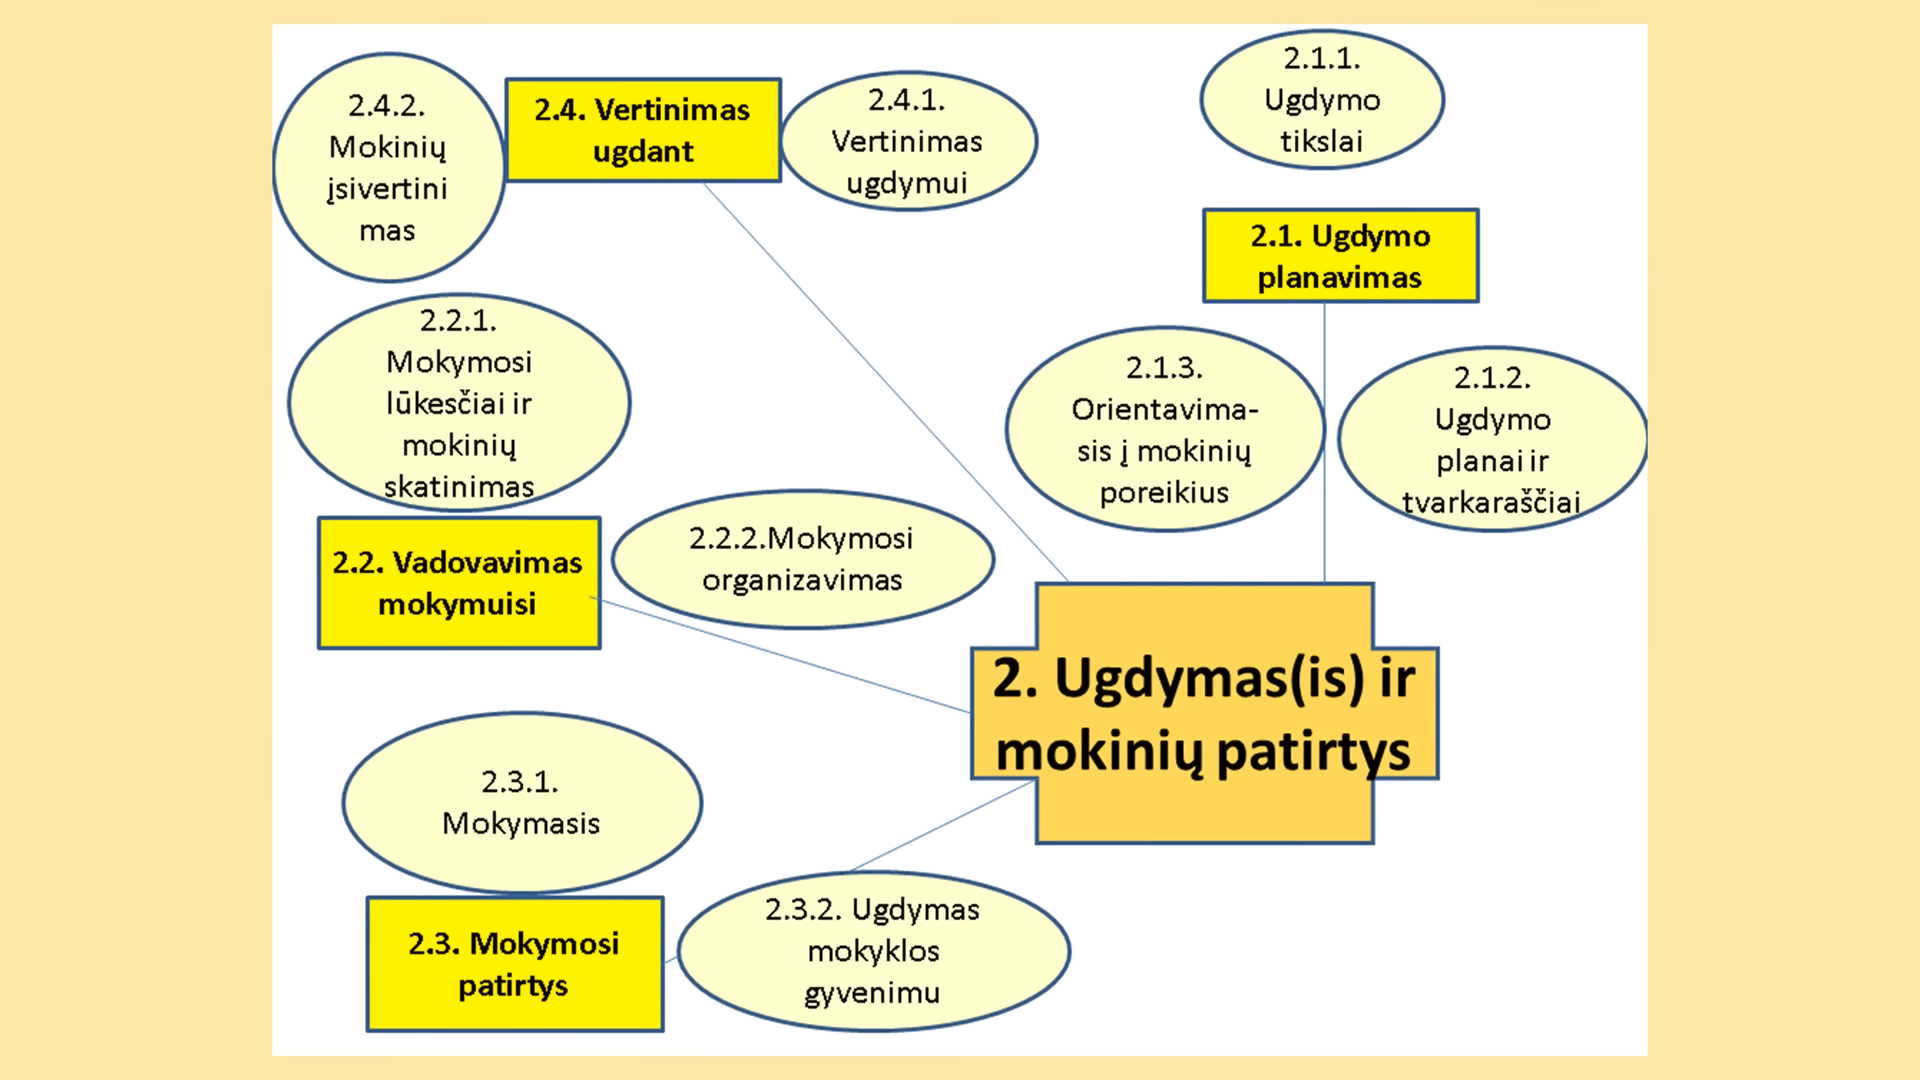 2.4.2.
Mokinių
įsivertini
mas
2.4. Vertinimas
ugdant
2.4.1.
Vertinimas
ugdymui
2.1.1.
Ugdymo
tikslai
2.1. Ugdymo
planavimas
2.2.1.
Mokymosi
lūkesčiai ir
mokinių
skatinimas
2.1.3.
Orientavima-
sis į mokinių
poreikius
2.1.2.
Ugdymo
planai ir
tvarkaraščiai
2.2. Vadovavimas
mokymuisi
2.2.2.Mokymosi
organizavimas
2. Ugdymas(is) ir
mokinių patirtys
2.3.1.
Mokymasis
2.3. Mokymosi
patirtys
2.3.2. Ugdymas
mokyklos
gyvenimu